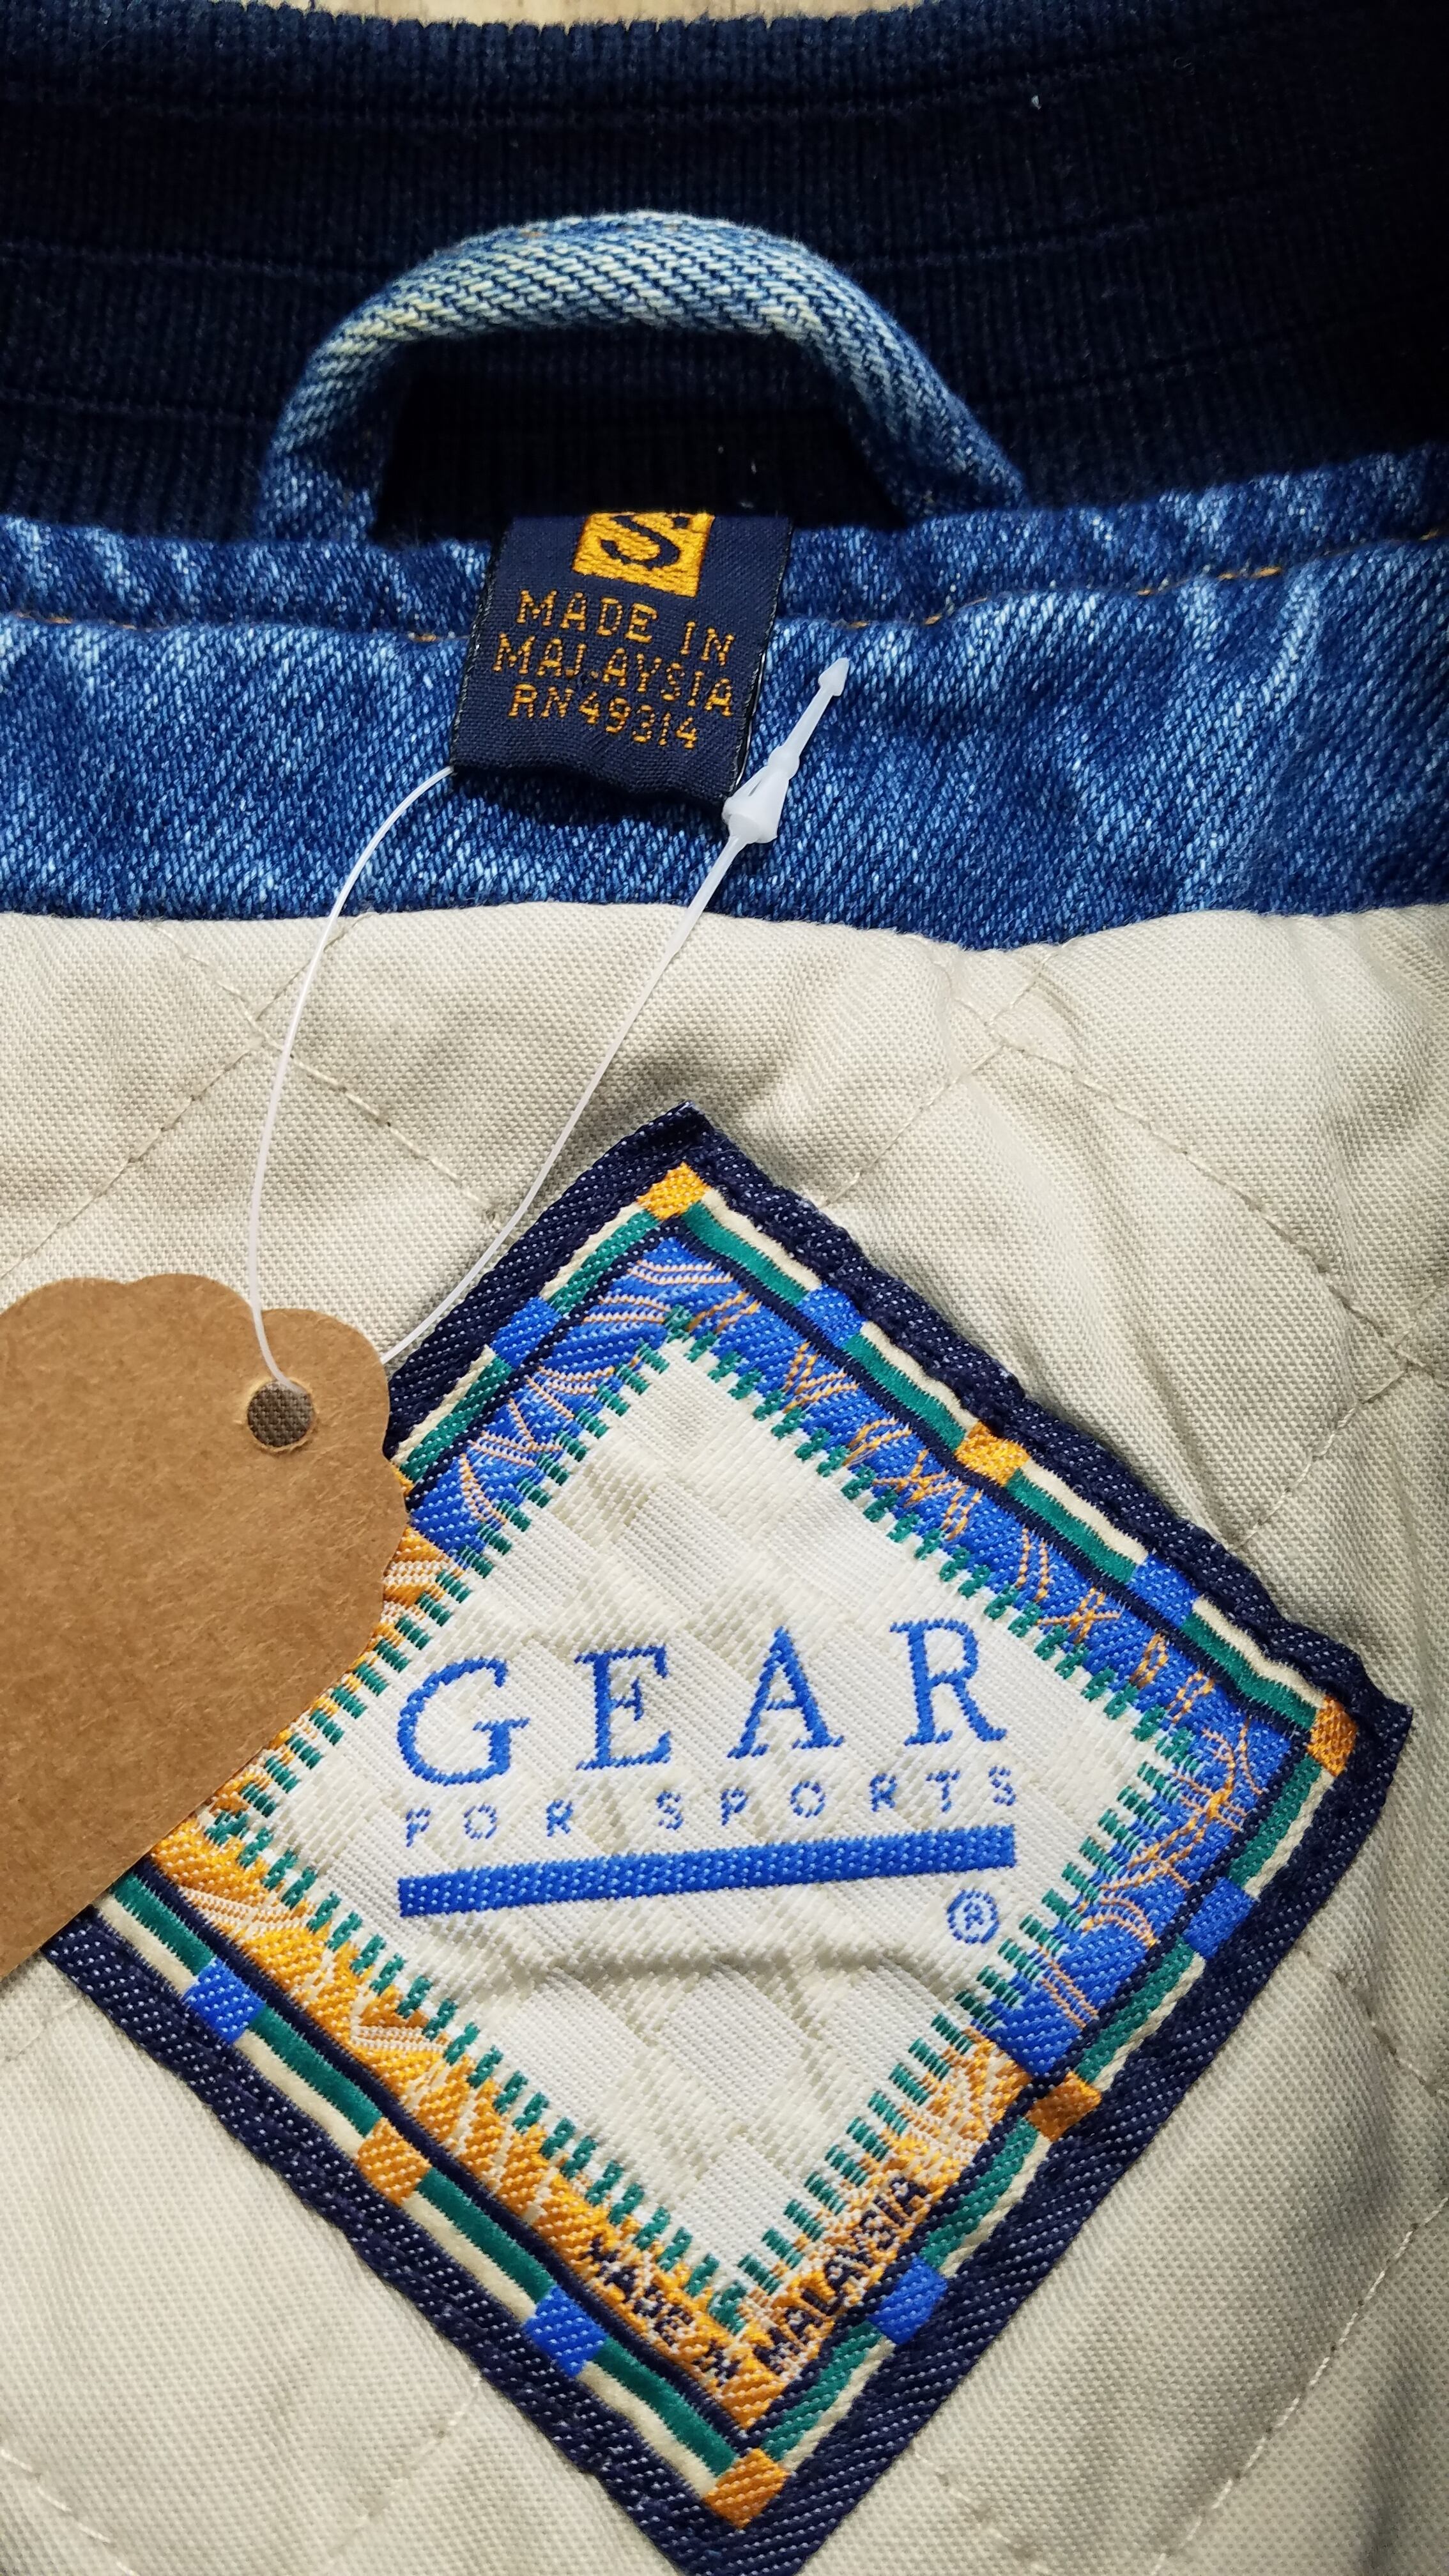 S
MADE IN
MALAYSIA
RN49314
GEAR
FOR SPORTS
®
MADE IN MALAYSIA